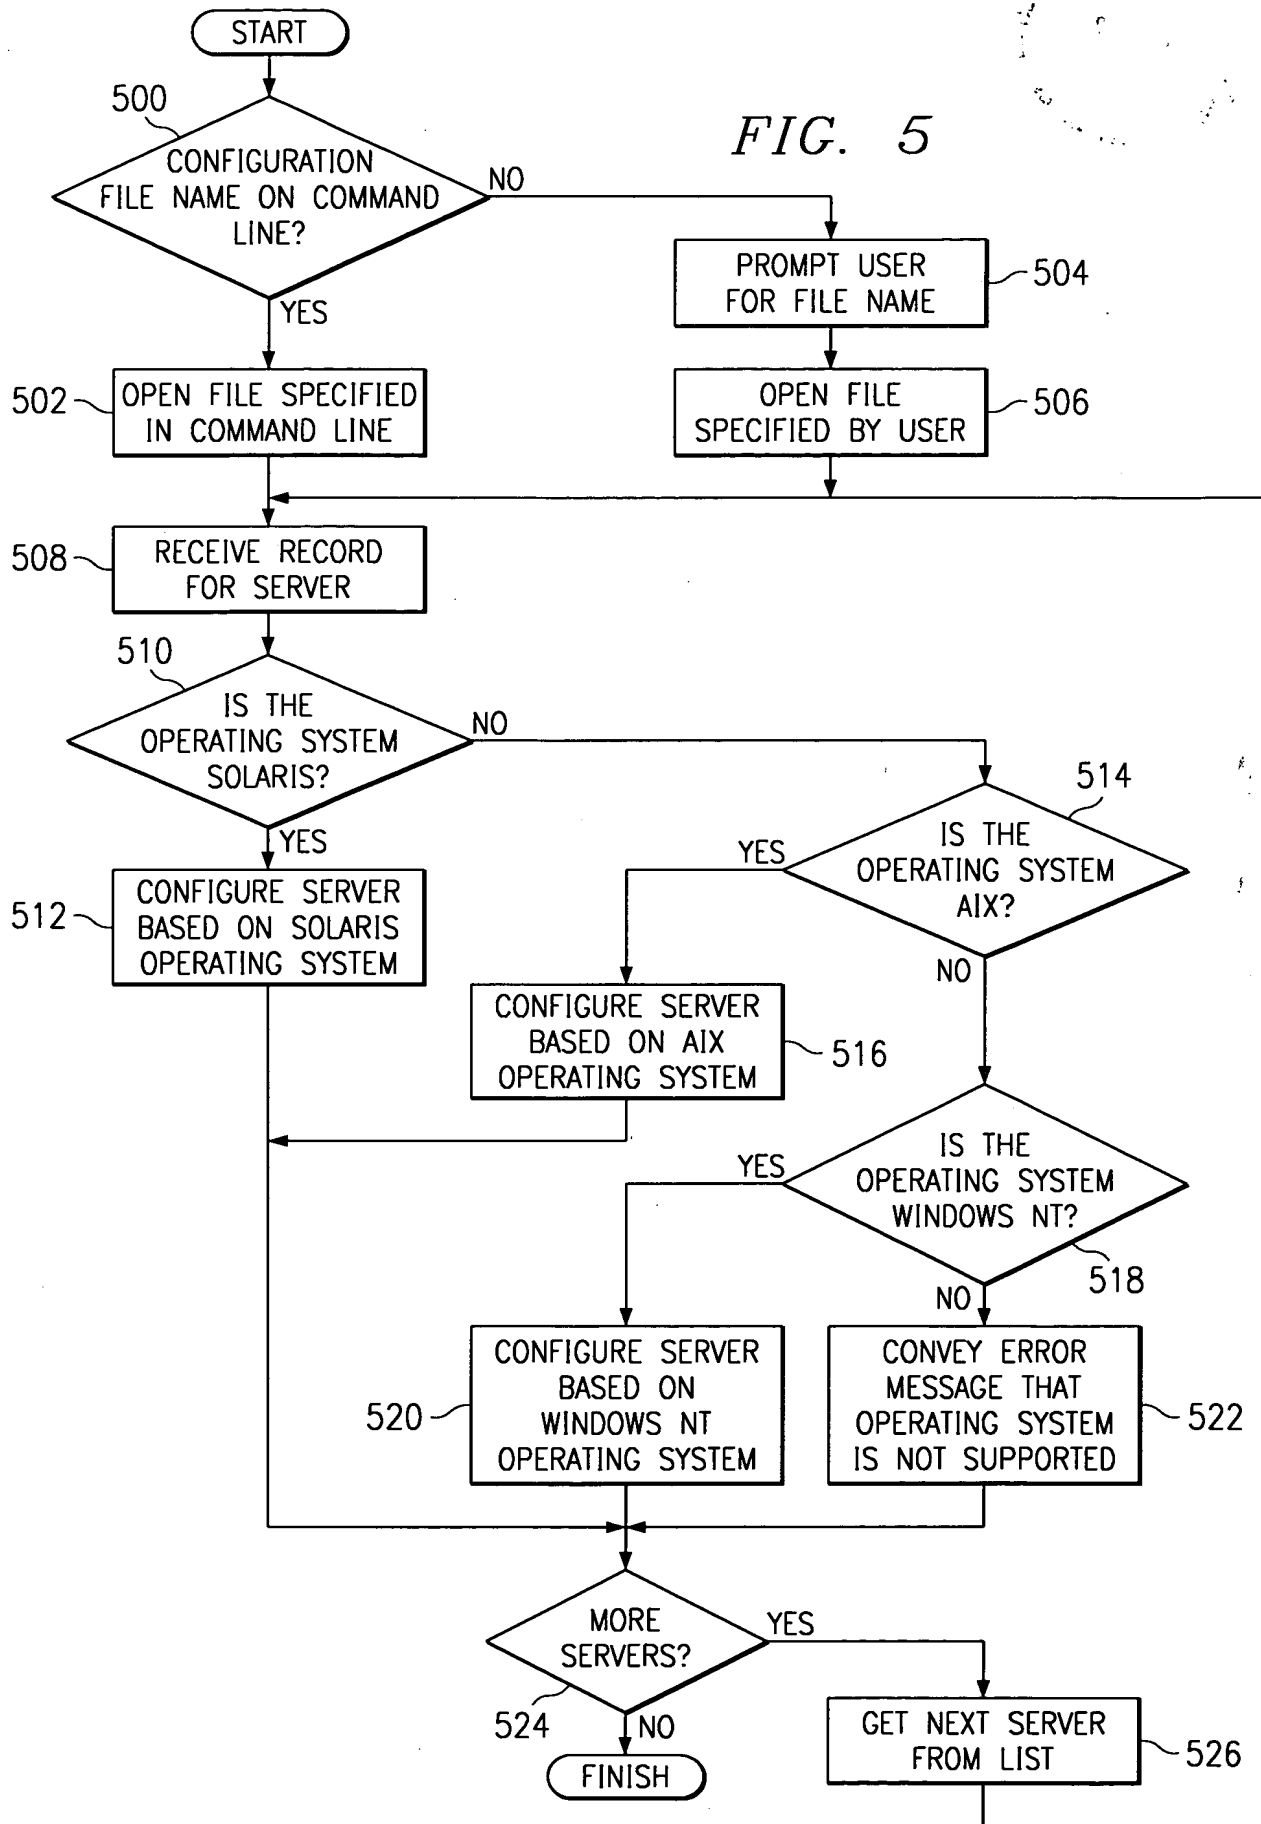 START
500
CONFIGURATION
FILE NAME ON COMMAND
LINE?
FIG. 5
NO
YES
PROMPT USER
FOR FILE NAME
504
502
OPEN FILE SPECIFIED
IN COMMAND LINE
OPEN FILE
SPECIFIED BY USER
506
508
RECEIVE RECORD
FOR SERVER
510
IS THE
OPERATING SYSTEM
SOLARIS?
NO
YES
514
IS THE
OPERATING SYSTEM
AIX?
YES
NO
512
CONFIGURE SERVER
BASED ON SOLARIS
OPERATING SYSTEM
CONFIGURE SERVER
BASED ON AIX
OPERATING SYSTEM
516
IS THE
OPERATING SYSTEM
WINDOWS NT?
YES
518
NO
520
CONFIGURE SERVER
BASED ON
WINDOWS NT
OPERATING SYSTEM
CONVEY ERROR
MESSAGE THAT
OPERATING SYSTEM
IS NOT SUPPORTED
522
MORE
SERVERS?
YES
524
NO
FINISH
GET NEXT SERVER
FROM LIST
526